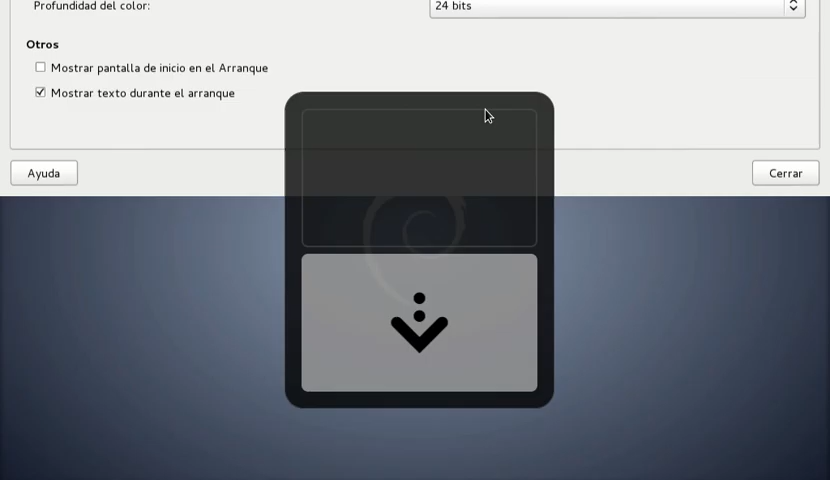 Profundidad del color:
24 bits
Otros
Mostrar pantalla de inicio en el Arranque
Mostrar texto durante el arranque
Ayuda
Cerrar